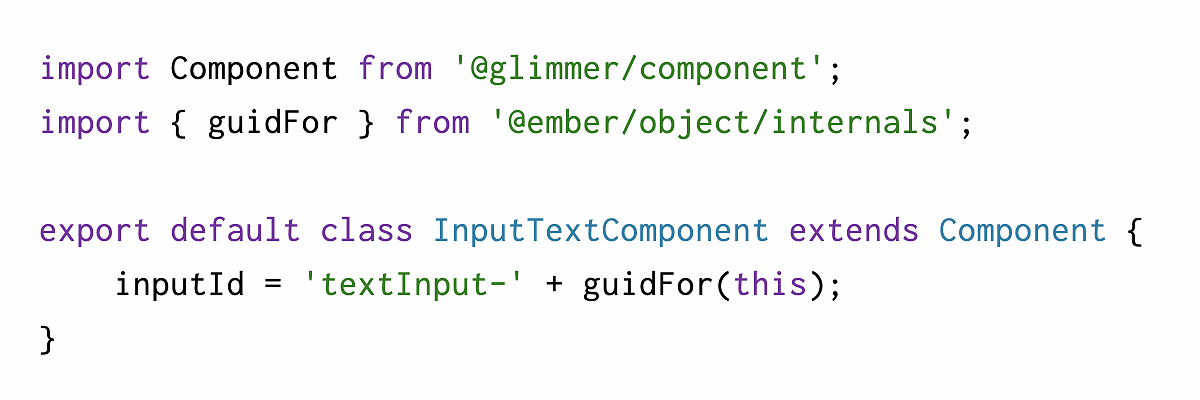 import Component from '@glimmer/component';
import { guidFor } from '@ember/object/internals';

export default class InputTextComponent extends Component {
    inputId = 'textInput-' + guidFor(this);
}